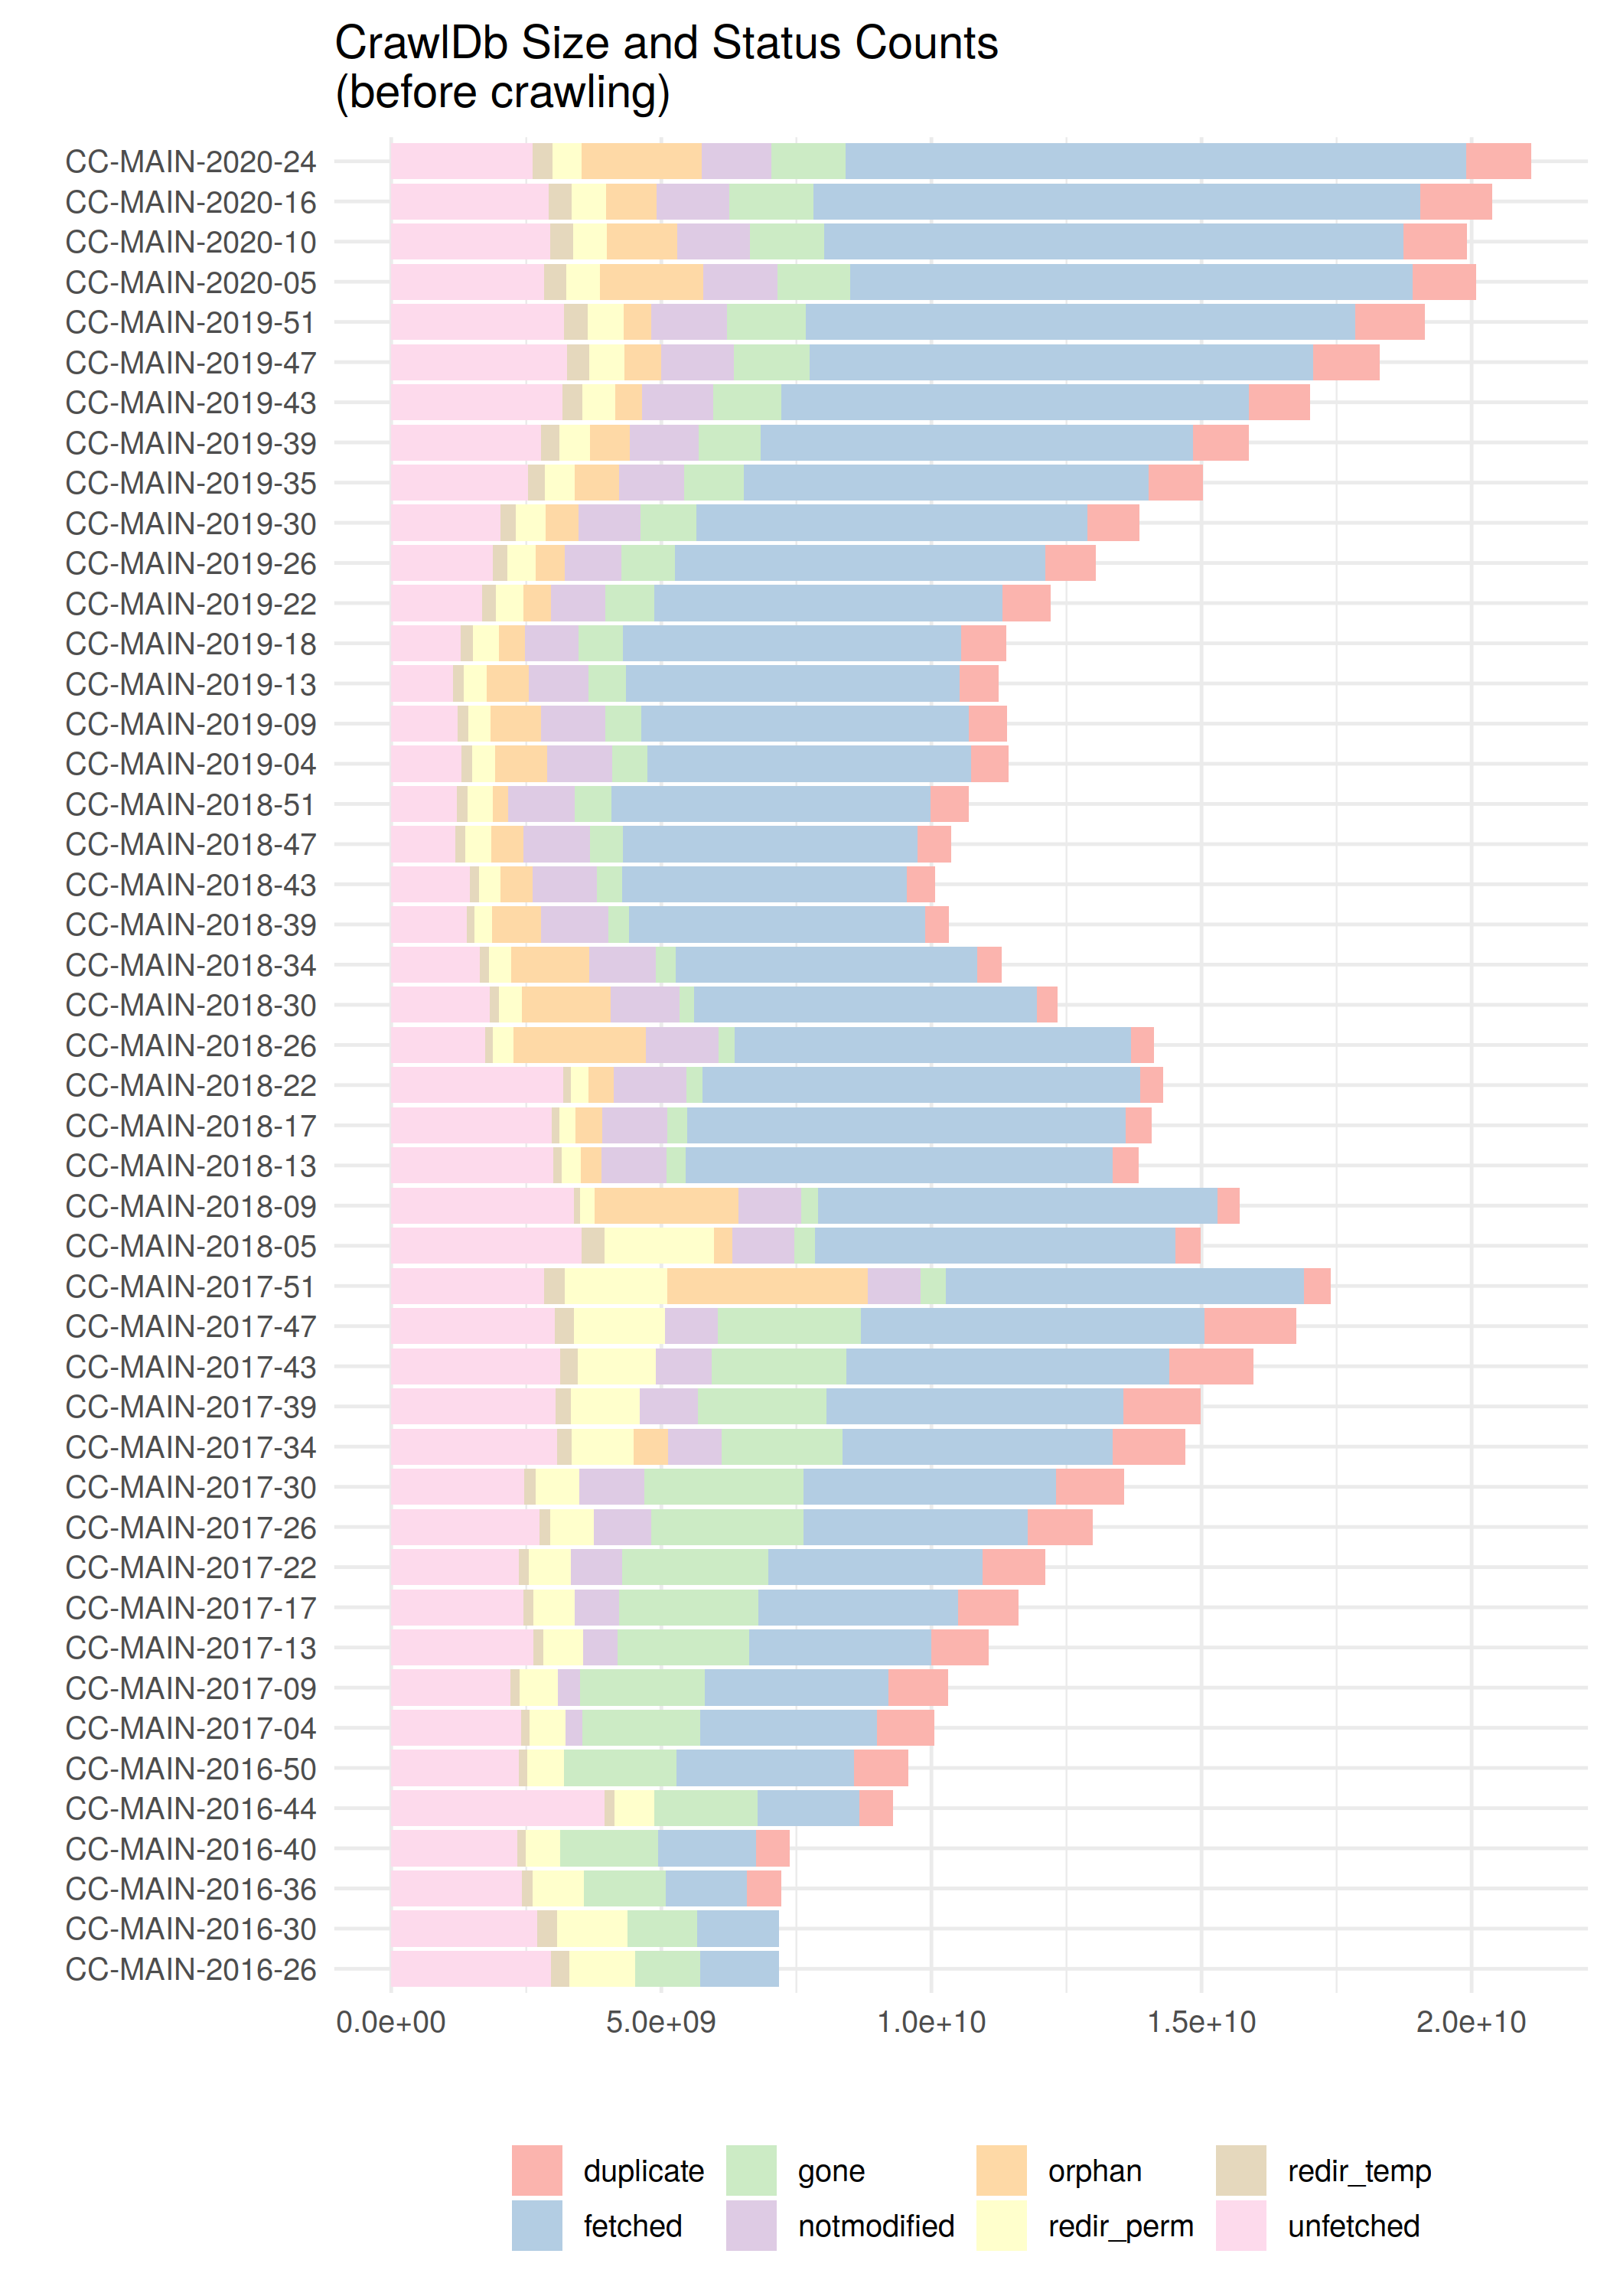 CrawlDb Size and Status Counts
(before crawling)
CC-MAIN-2020-24
CC-MAIN-2020-16
CC-MAIN-2020-10
CC-MAIN-2020-05
CC-MAIN-2019-51
CC-MAIN-2019-47
CC-MAIN-2019-43
CC-MAIN-2019-39
CC-MAIN-2019-35
CC-MAIN-2019-30
CC-MAIN-2019-26
CC-MAIN-2019-22
CC-MAIN-2019-18
CC-MAIN-2019-13
CC-MAIN-2019-09
CC-MAIN-2019-04
CC-MAIN-2018-51
CC-MAIN-2018-47
CC-MAIN-2018-43
CC-MAIN-2018-39
CC-MAIN-2018-34
CC-MAIN-2018-30
CC-MAIN-2018-26
CC-MAIN-2018-22
CC-MAIN-2018-17
CC-MAIN-2018-13
CC-MAIN-2018-09
CC-MAIN-2018-05
CC-MAIN-2017-51
CC-MAIN-2017-47
CC-MAIN-2017-43
CC-MAIN-2017-39
CC-MAIN-2017-34
CC-MAIN-2017-30
CC-MAIN-2017-26
CC-MAIN-2017-22
CC-MAIN-2017-17
CC-MAIN-2017-13
CC-MAIN-2017-09
CC-MAIN-2017-04
CC-MAIN-2016-50
CC-MAIN-2016-44
CC-MAIN-2016-40
CC-MAIN-2016-36
CC-MAIN-2016-30
CC-MAIN-2016-26
0.0e+00 5.0e+09 1.0e+10 1.5e+10 2.0e+10
duplicate gone orphan redir_temp
fetched notmodified redir_perm unfetched